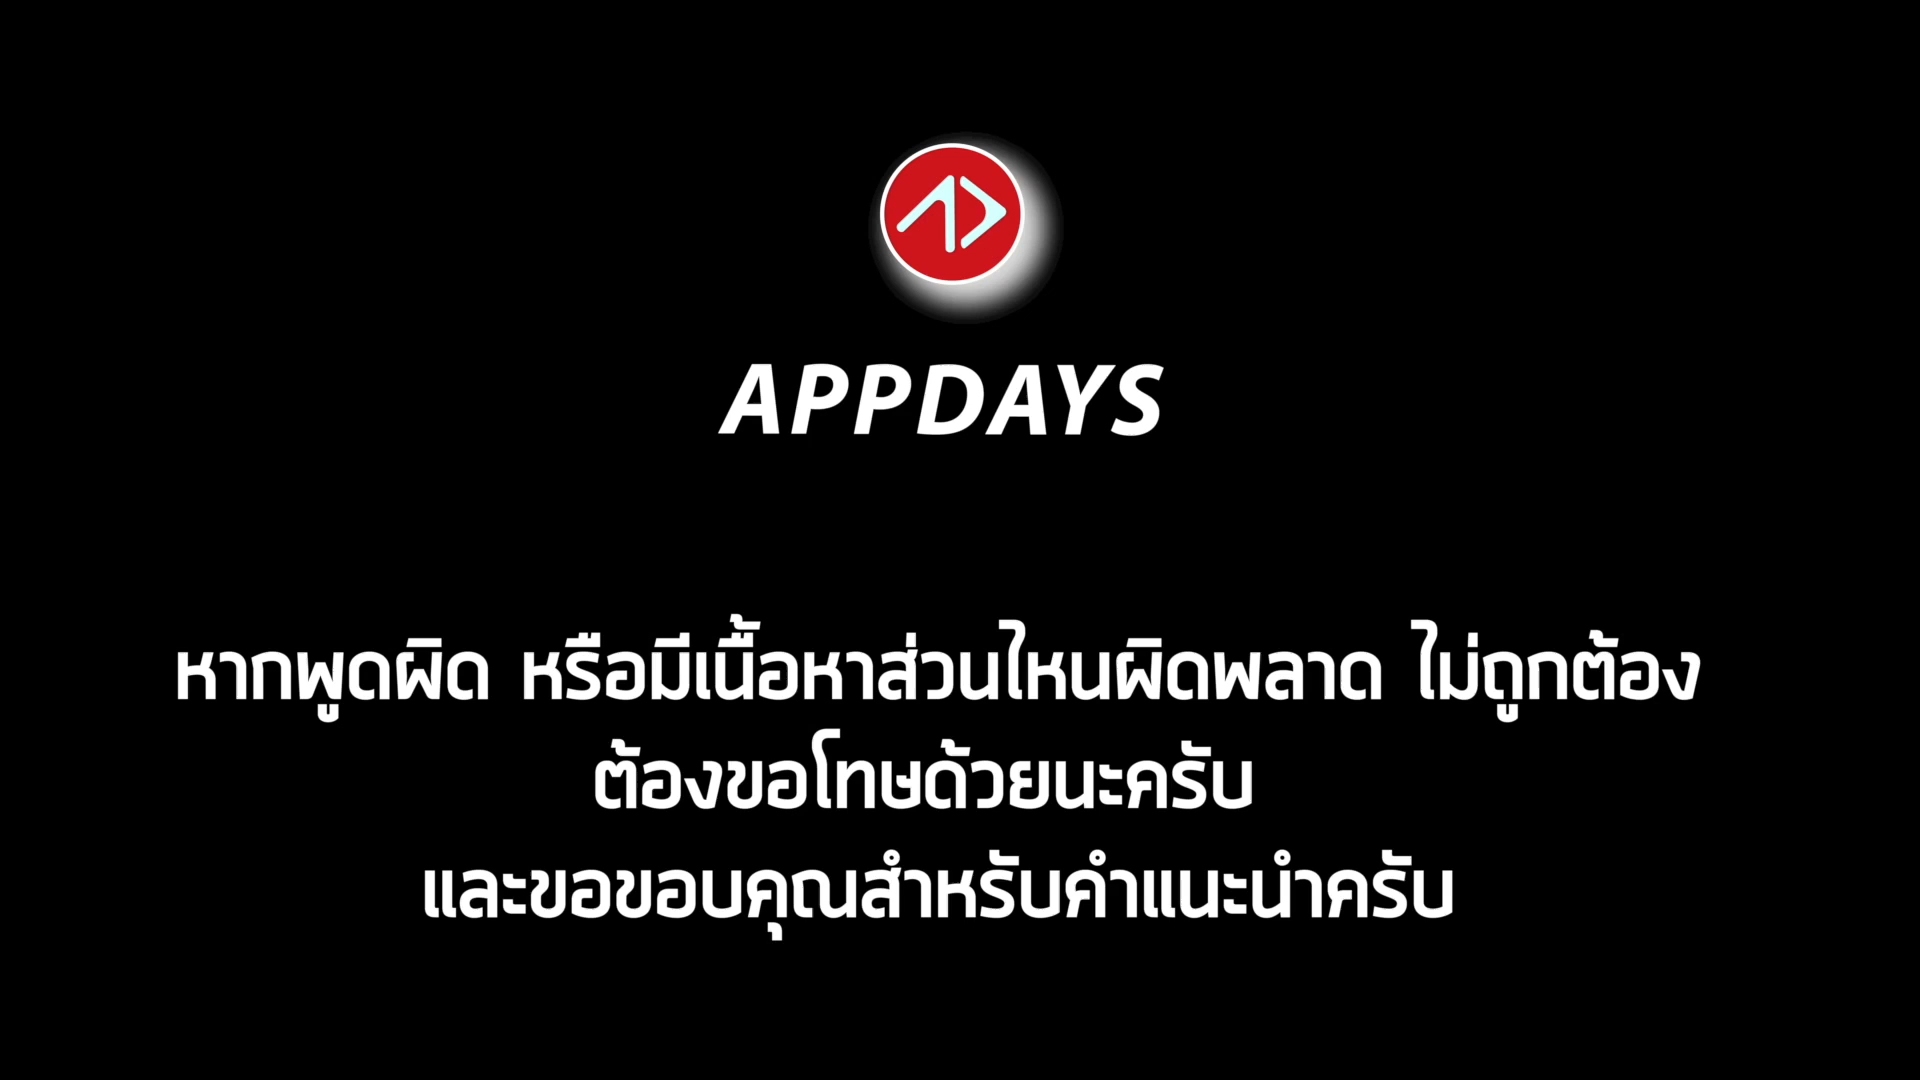 APPDAYS
หากพูดผิด หรือมีเนื้อหาส่วนไหนผิดพลาด ไม่ถูกต้อง
ต้องขอโทษด้วยนะครับ
และขอขอบคุณสำหรับคำแนะนำครับ